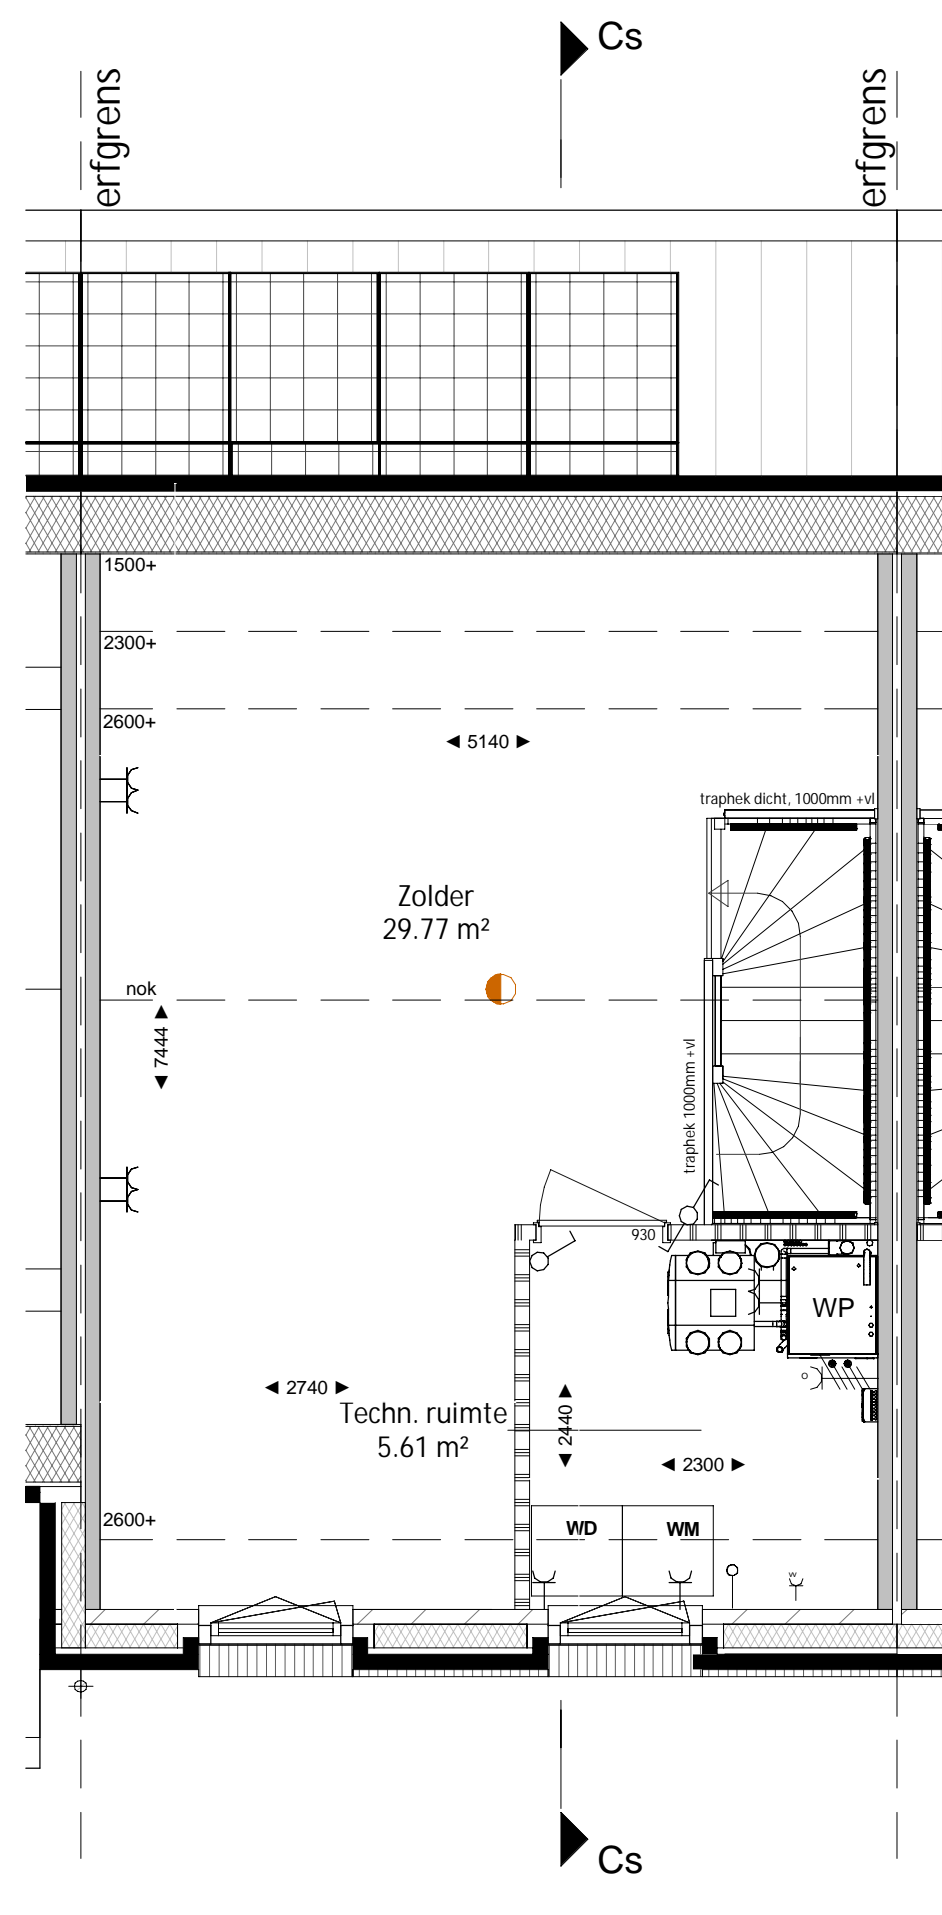 Cs
erfgrens
erfgrens
1500+
2300+
2600+
5140
traphek dicht, 1000mm +vl
Zolder
29.77 m²
nok
7444
traphek 1000mm +vl
930
WP
2740
Techn. ruimte
5.61 m²
2440
2300
2600+
WD
WM
w
Cs